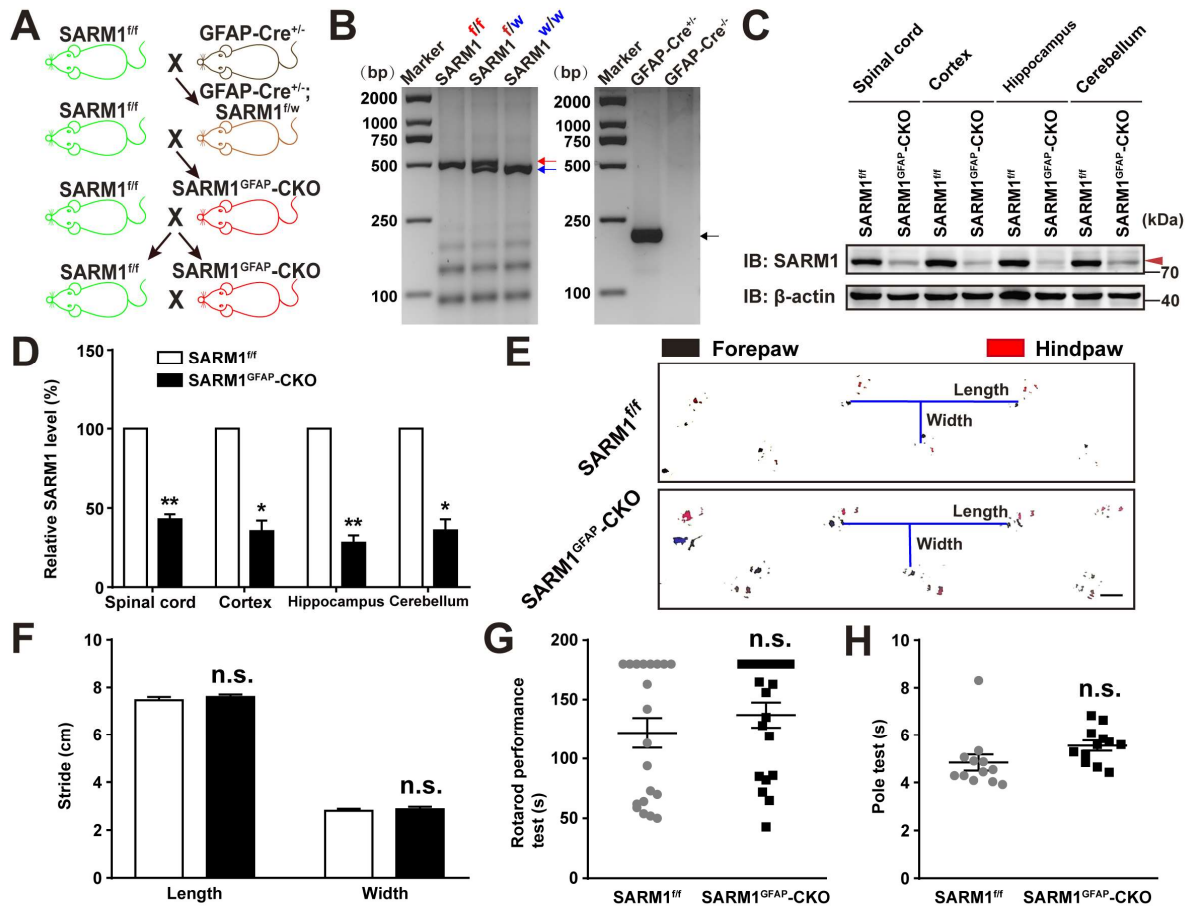 A
SARM1f/f
GFAP-Cre+/-
X
GFAP-Cre+/-;
SARM1f/f
SARM1f/w
X
SARM1f/f
SARM1GFAP-CKO
X
SARM1f/f
SARM1GFAP-CKO
X
B
(bp)
Marker
SARM1 f/f
SARM1 f/w
SARM1 w/w
2000
1000
750
500
250
100
(bp)
Marker
GFAP-Cre+/-
GFAP-Cre-/-
2000
1000
750
500
250
100
C
Spinal cord
Cortex
Hippocampus
Cerebellum
SARM1f/f
SARM1GFAP-CKO
SARM1f/f
SARM1GFAP-CKO
SARM1f/f
SARM1GFAP-CKO
SARM1f/f
SARM1GFAP-CKO
(kDa)
IB: SARM1
70
IB: β-actin
40
D
Relative SARM1 level (%)
150
100
50
0
SARM1f/f
SARM1GFAP-CKO
**
*
**
*
Spinal cord
Cortex
Hippocampus
Cerebellum
E
Forepaw
Hindpaw
SARM1f/f
Length
Width
SARM1GFAP-CKO
Length
Width
F
Stride (cm)
10
8
6
4
2
0
n.s.
n.s.
Length
Width
G
Rotarod performance
test (s)
200
150
100
50
0
n.s.
SARM1f/f
SARM1GFAP-CKO
H
Pole test (s)
10
8
6
4
2
0
n.s.
SARM1f/f
SARM1GFAP-CKO